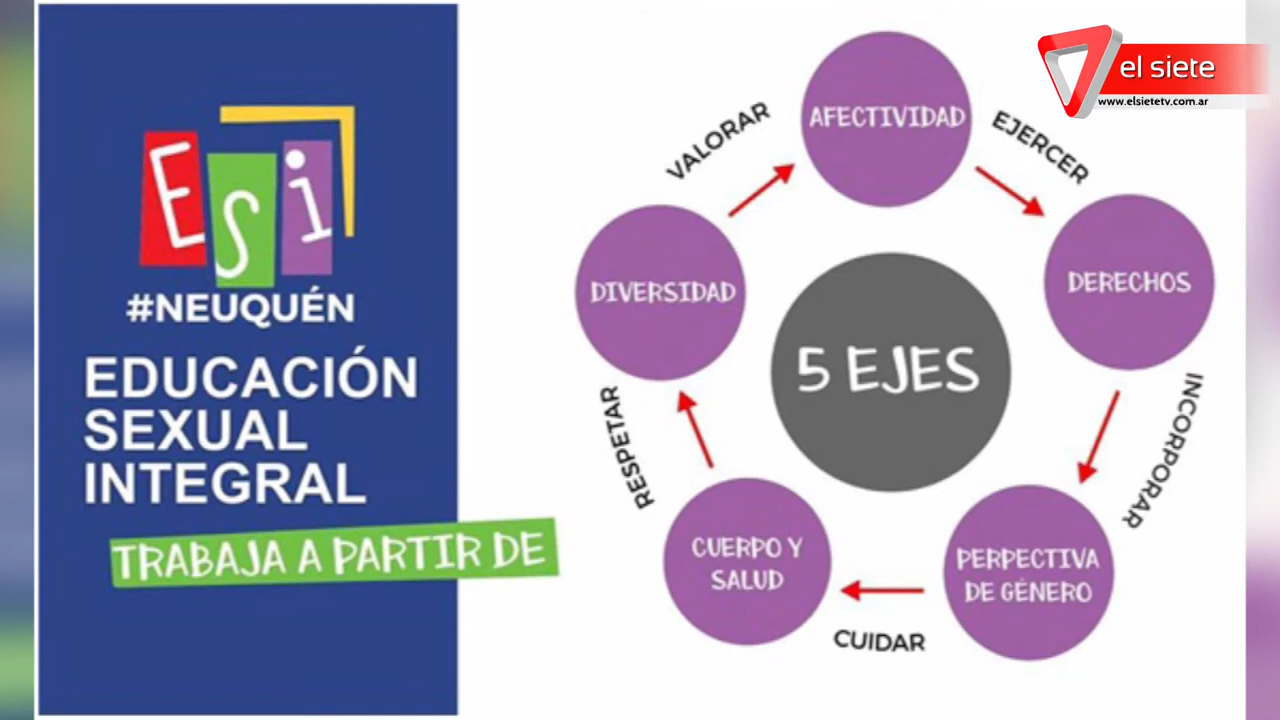 ESi
#NEUQUÉN
EDUCACIÓN
SEXUAL
INTEGRAL
TRABAJA A PARTIR DE
5 EJES
VALORAR
AFECTIVIDAD
EJERCER
DERECHOS
INCORPORAR
PERPECTIVA
DE GÉNERO
CUIDAR
CUERPO Y
SALUD
RESPETAR
DIVERSIDAD
el siete
www.elsietetv.com.ar